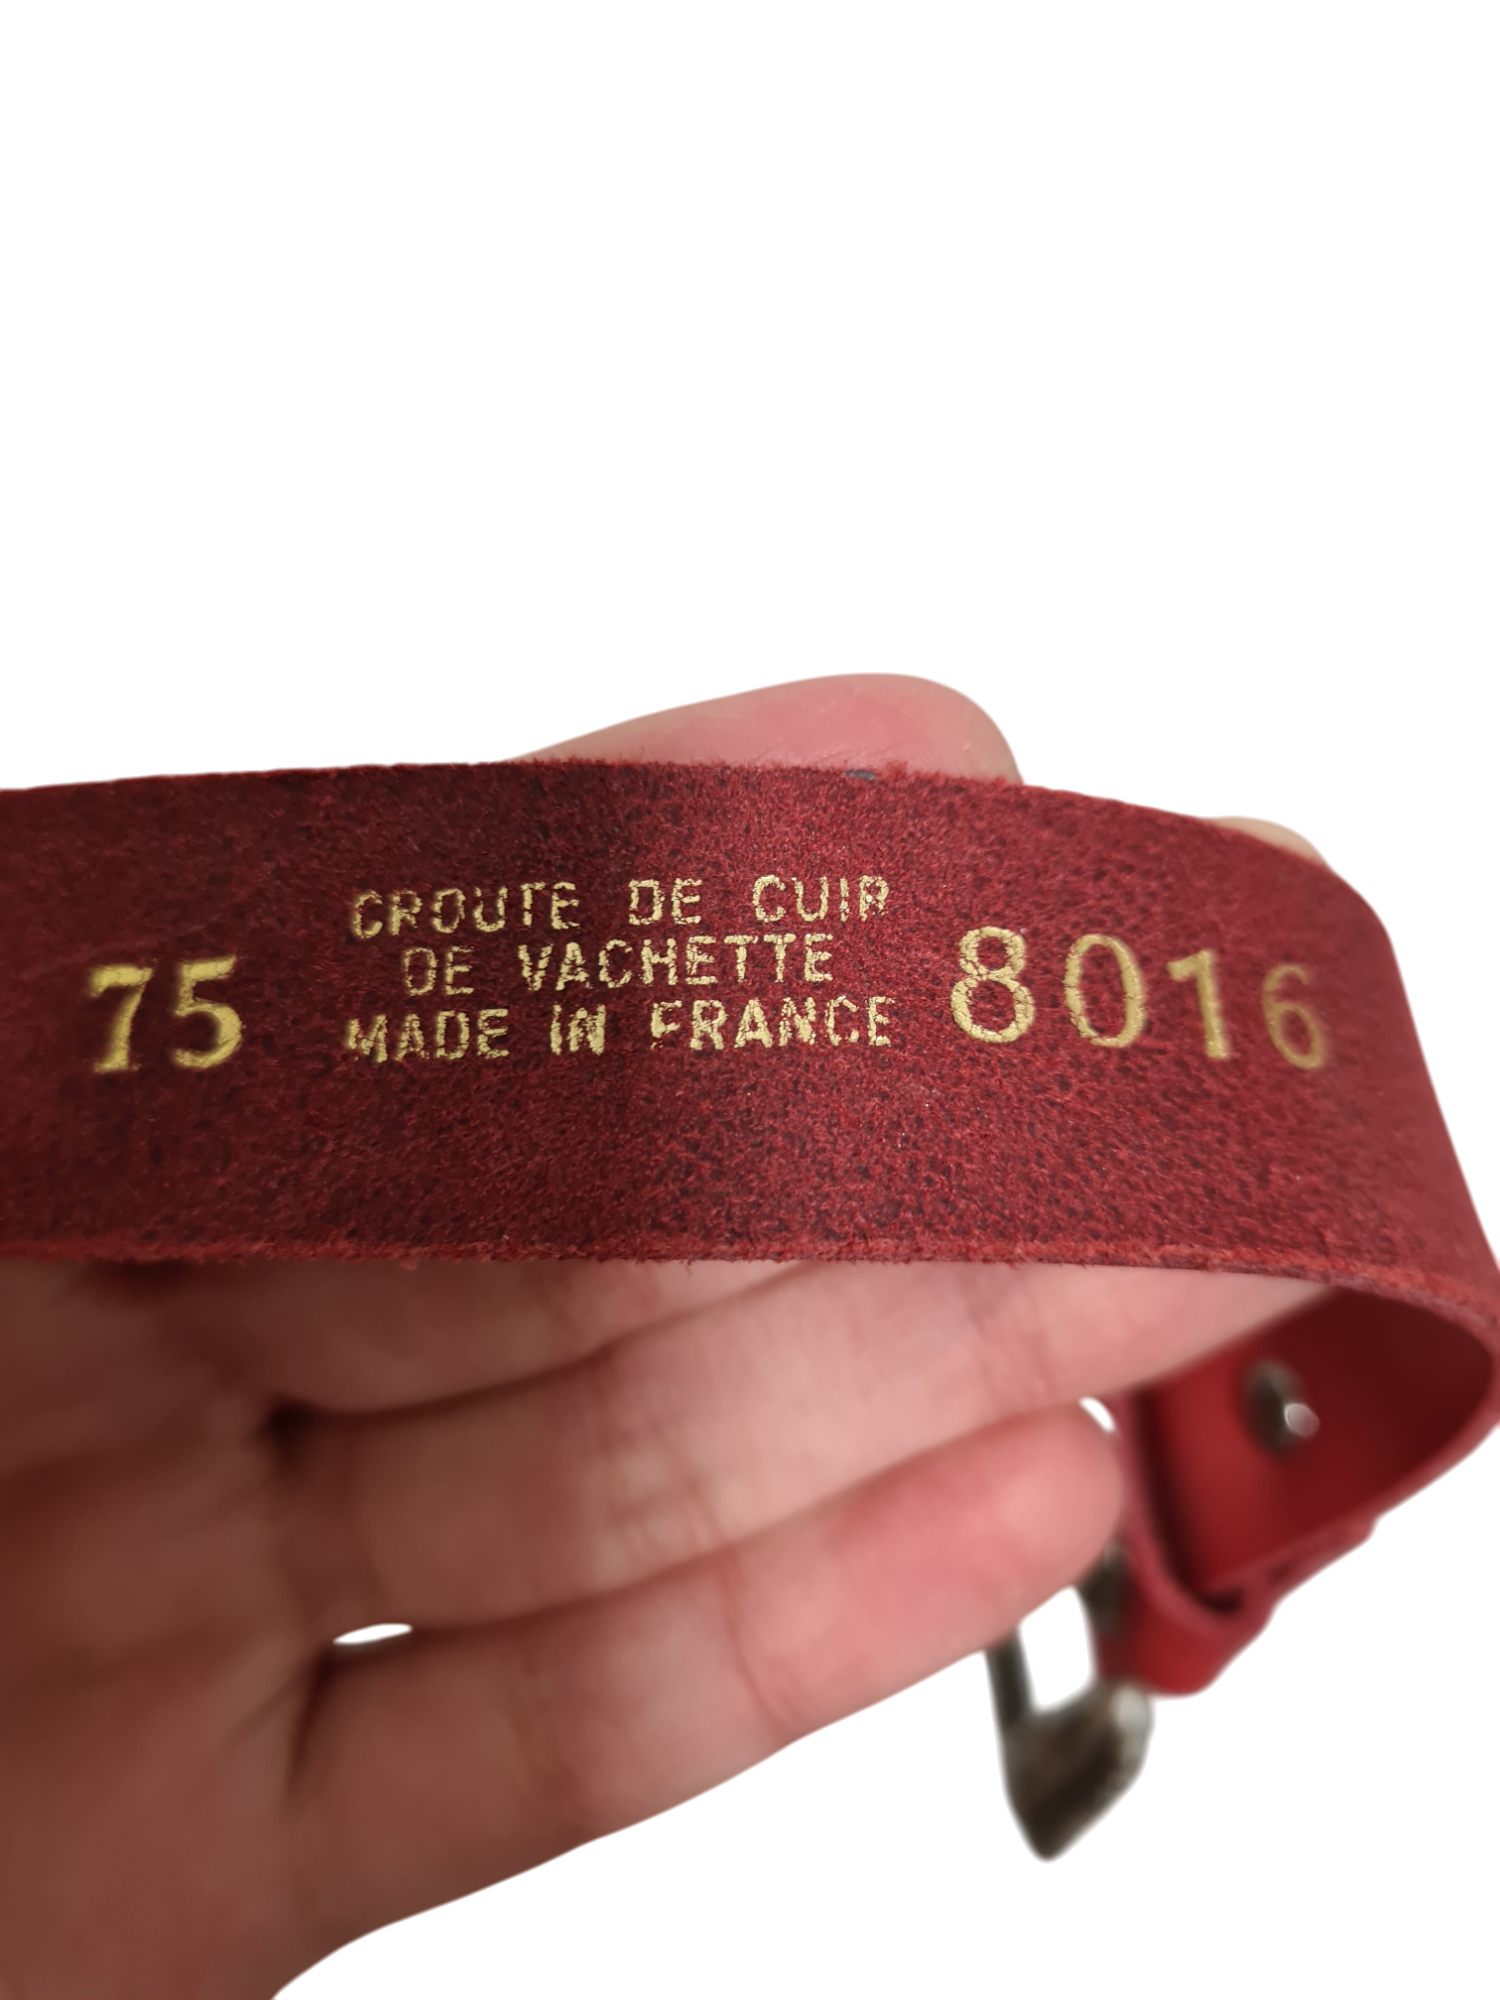 75
CROUTE DE CUIR
DE VACHETTE
MADE IN FRANCE
8016